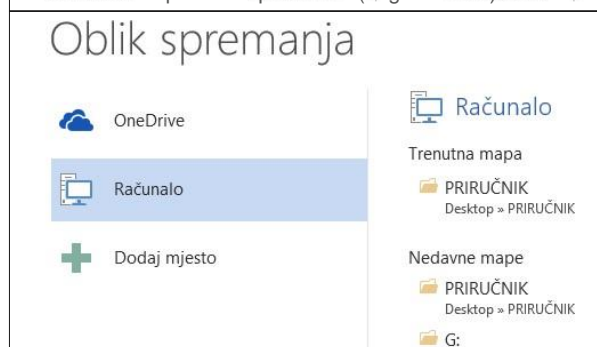 Oblik spremanja
OneDrive
Računalo
Dodaj mjesto
Računalo
Trenutna mapa
PRIRUČNIK
Desktop » PRIRUČNIK
Nedavne mape
PRIRUČNIK
Desktop » PRIRUČNIK
G: